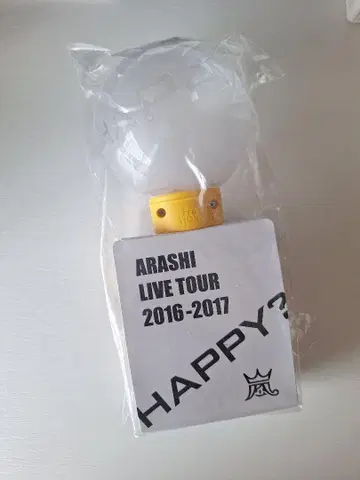 ARASHI
LIVE TOUR
2016-2017
HAPPY?
嵐